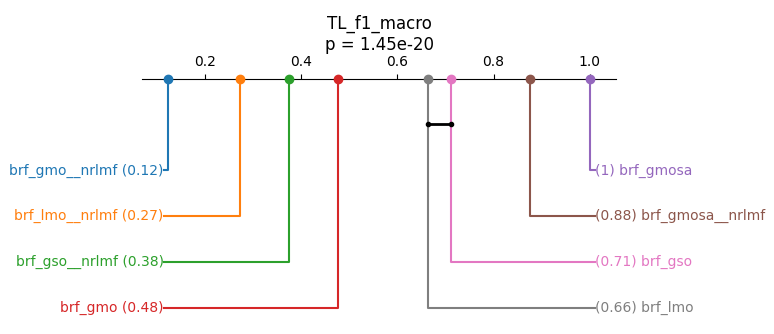 TL_f1_macro
p = 1.45e-20
0.2 0.4 0.6 0.8 1.0
brf_gmo__nrlmf (0.12) (1) brf_gmosa
brf_lmo__nrlmf (0.27) (0.88) brf_gmosa__nrlmf
brf_gso__nrlmf (0.38) (0.71) brf_gso
brf_gmo (0.48) (0.66) brf_lmo